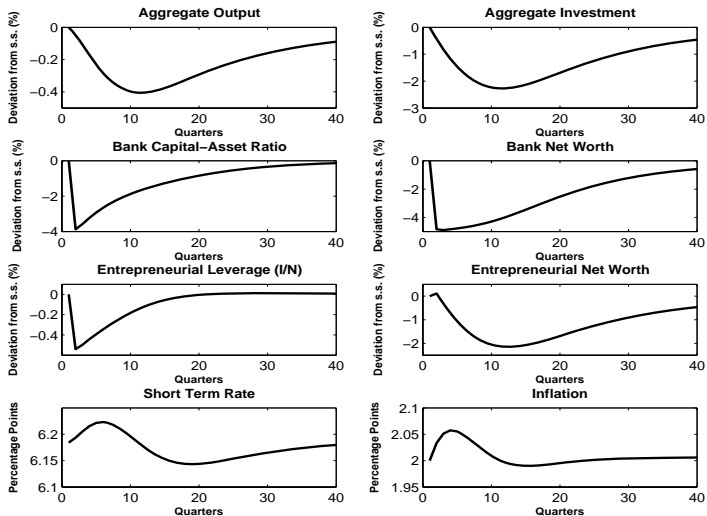 Aggregate Output
Deviation from s.s. (%)
0
−0.2
−0.4
0 10 20 30 40
Quarters
Aggregate Investment
Deviation from s.s. (%)
0
−1
−2
−3
0 10 20 30 40
Quarters
Bank Capital−Asset Ratio
Deviation from s.s. (%)
0
−2
−4
0 10 20 30 40
Quarters
Bank Net Worth
Deviation from s.s. (%)
0
−2
−4
0 10 20 30 40
Quarters
Entrepreneurial Leverage (I/N)
Deviation from s.s. (%)
0
−0.2
−0.4
0 10 20 30 40
Quarters
Entrepreneurial Net Worth
Deviation from s.s. (%)
0
−1
−2
0 10 20 30 40
Quarters
Short Term Rate
Percentage Points
6.2
6.15
6.1
0 10 20 30 40
Quarters
Inflation
Percentage Points
2.1
2.05
2
1.95
0 10 20 30 40
Quarters